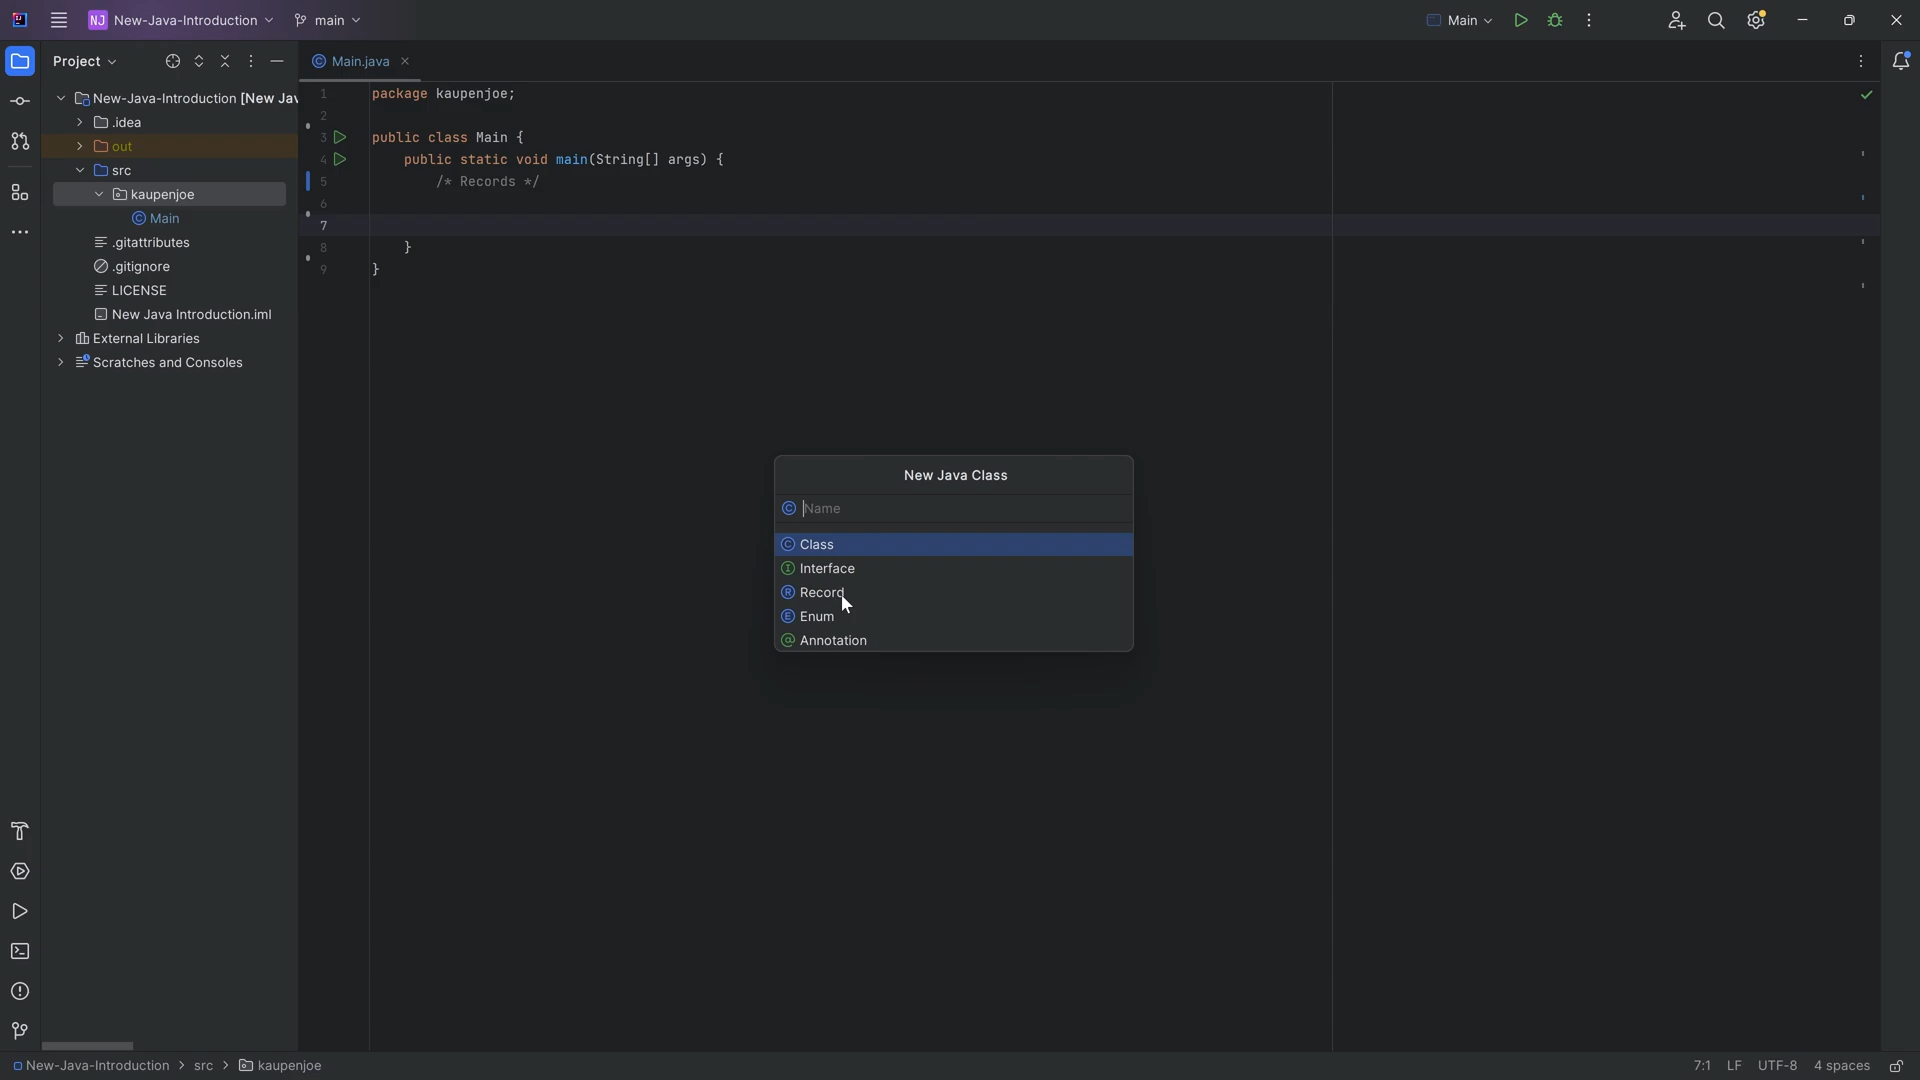 NJ New-Java-Introduction main Main
Project
Main.java
New-Java-Introduction [New Jav
.idea
out
src
kaupenjoe
Main
.gitattributes
.gitignore
LICENSE
New Java Introduction.iml
External Libraries
Scratches and Consoles
1 package kaupenjoe;
2
3 public class Main {
4 public static void main(String[] args) {
5 /* Records */
6
7
8 }
9 }
New Java Class
Name
Class
Interface
Record
Enum
Annotation
New-Java-Introduction > src > kaupenjoe
7:1 LF UTF-8 4 spaces